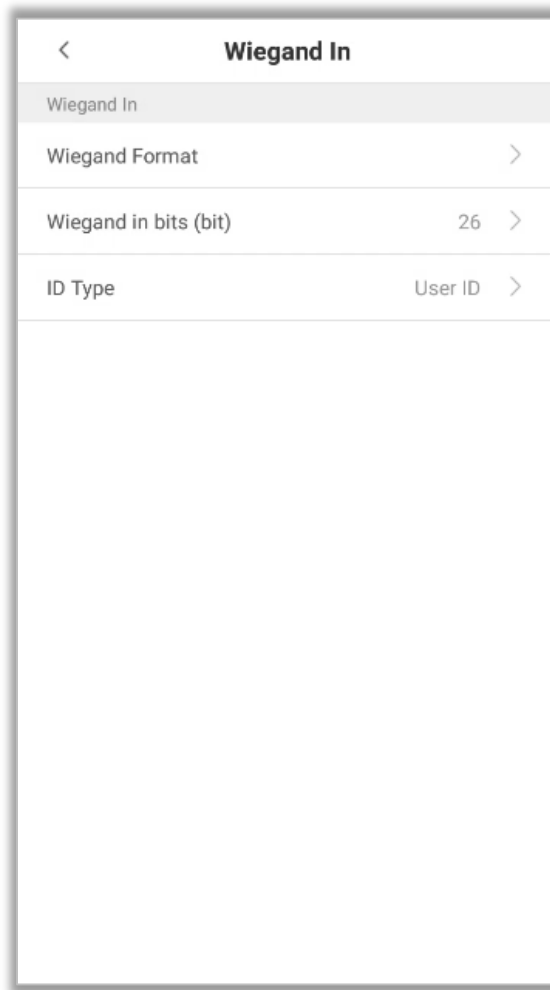 Wiegand In
Wiegand In
Wiegand Format
Wiegand in bits (bit) 26
ID Type User ID